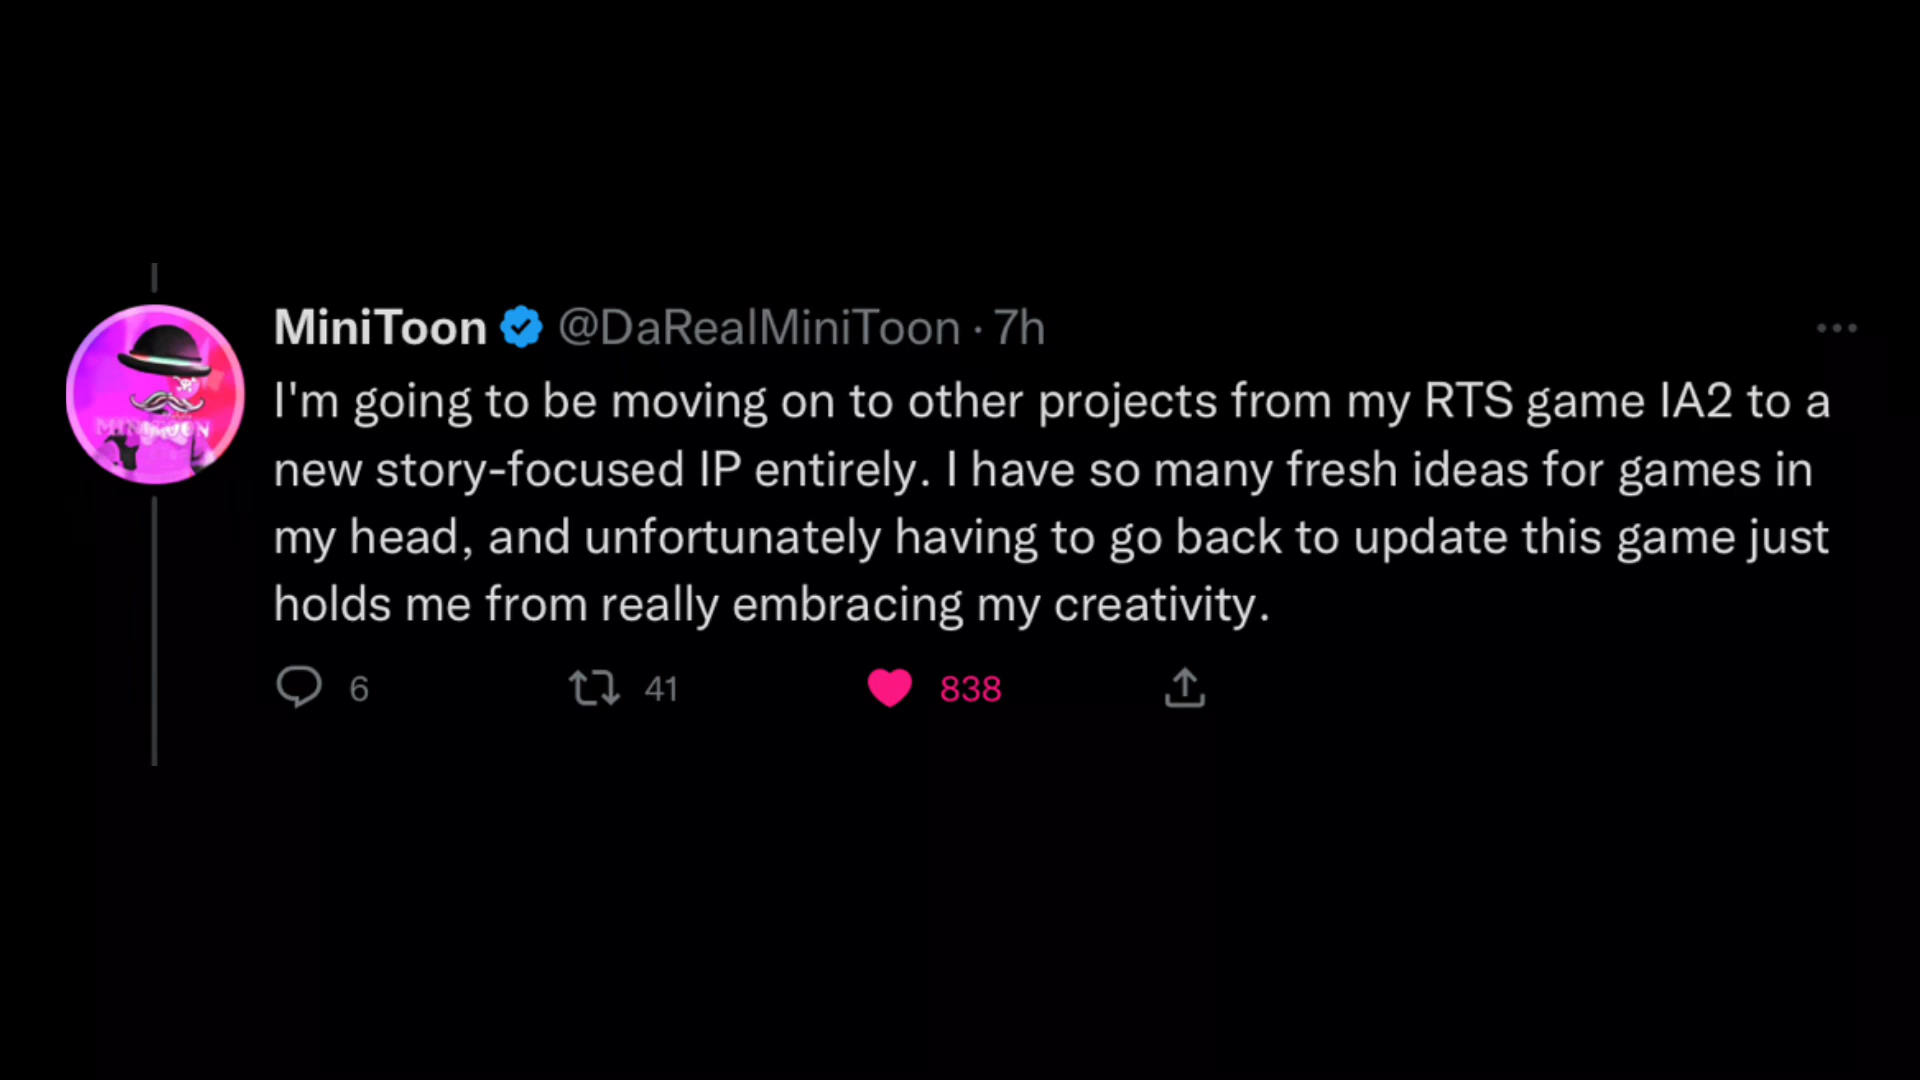 MiniToon @DaRealMiniToon · 7h
I'm going to be moving on to other projects from my RTS game IA2 to a
new story-focused IP entirely. I have so many fresh ideas for games in
my head, and unfortunately having to go back to update this game just
holds me from really embracing my creativity.
6 41 838
MINITOON